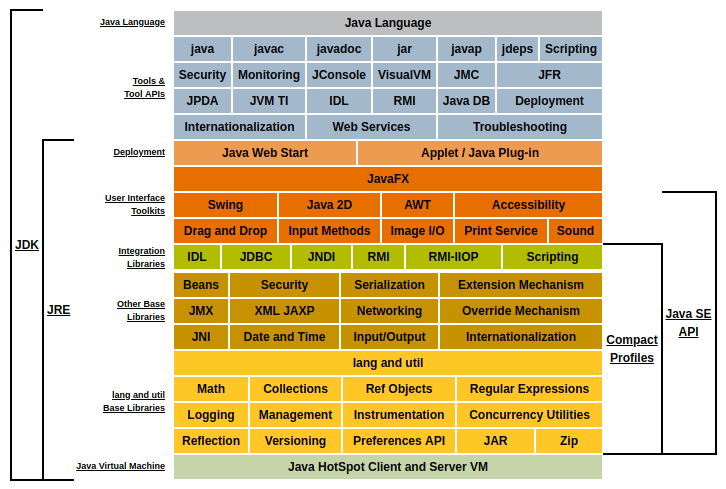 Java Language Java Language
java javac javadoc jar javap jdeps Scripting
Tools & Tool APIs
Security Monitoring JConsole VisualVM JMC JFR
JPDA JVM TI IDL RMI Java DB Deployment
Internationalization Web Services Troubleshooting
Deployment Java Web Start Applet / Java Plug-in
JavaFX
User Interface Toolkits
Swing Java 2D AWT Accessibility
Drag and Drop Input Methods Image I/O Print Service Sound
Integration Libraries
IDL JDBC JNDI RMI RMI-IIOP Scripting
JDK
Beans Security Serialization Extension Mechanism
Other Base Libraries
JMX XML JAXP Networking Override Mechanism
JRE
Java SE API
JNI Date and Time Input/Output Internationalization
Compact Profiles
lang and util
lang and util Base Libraries
Math Collections Ref Objects Regular Expressions
Logging Management Instrumentation Concurrency Utilities
Reflection Versioning Preferences API JAR Zip
Java Virtual Machine Java HotSpot Client and Server VM